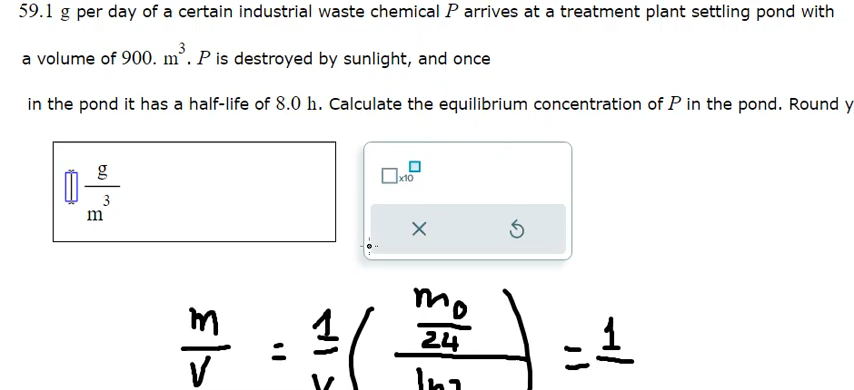 59.1 g per day of a certain industrial waste chemical P arrives at a treatment plant settling pond with
a volume of 900. m³. P is destroyed by sunlight, and once
in the pond it has a half-life of 8.0 h. Calculate the equilibrium concentration of P in the pond. Round y
g
m³
x10
m/V = 1/V ( (m₀/24) / ln2 ) = 1